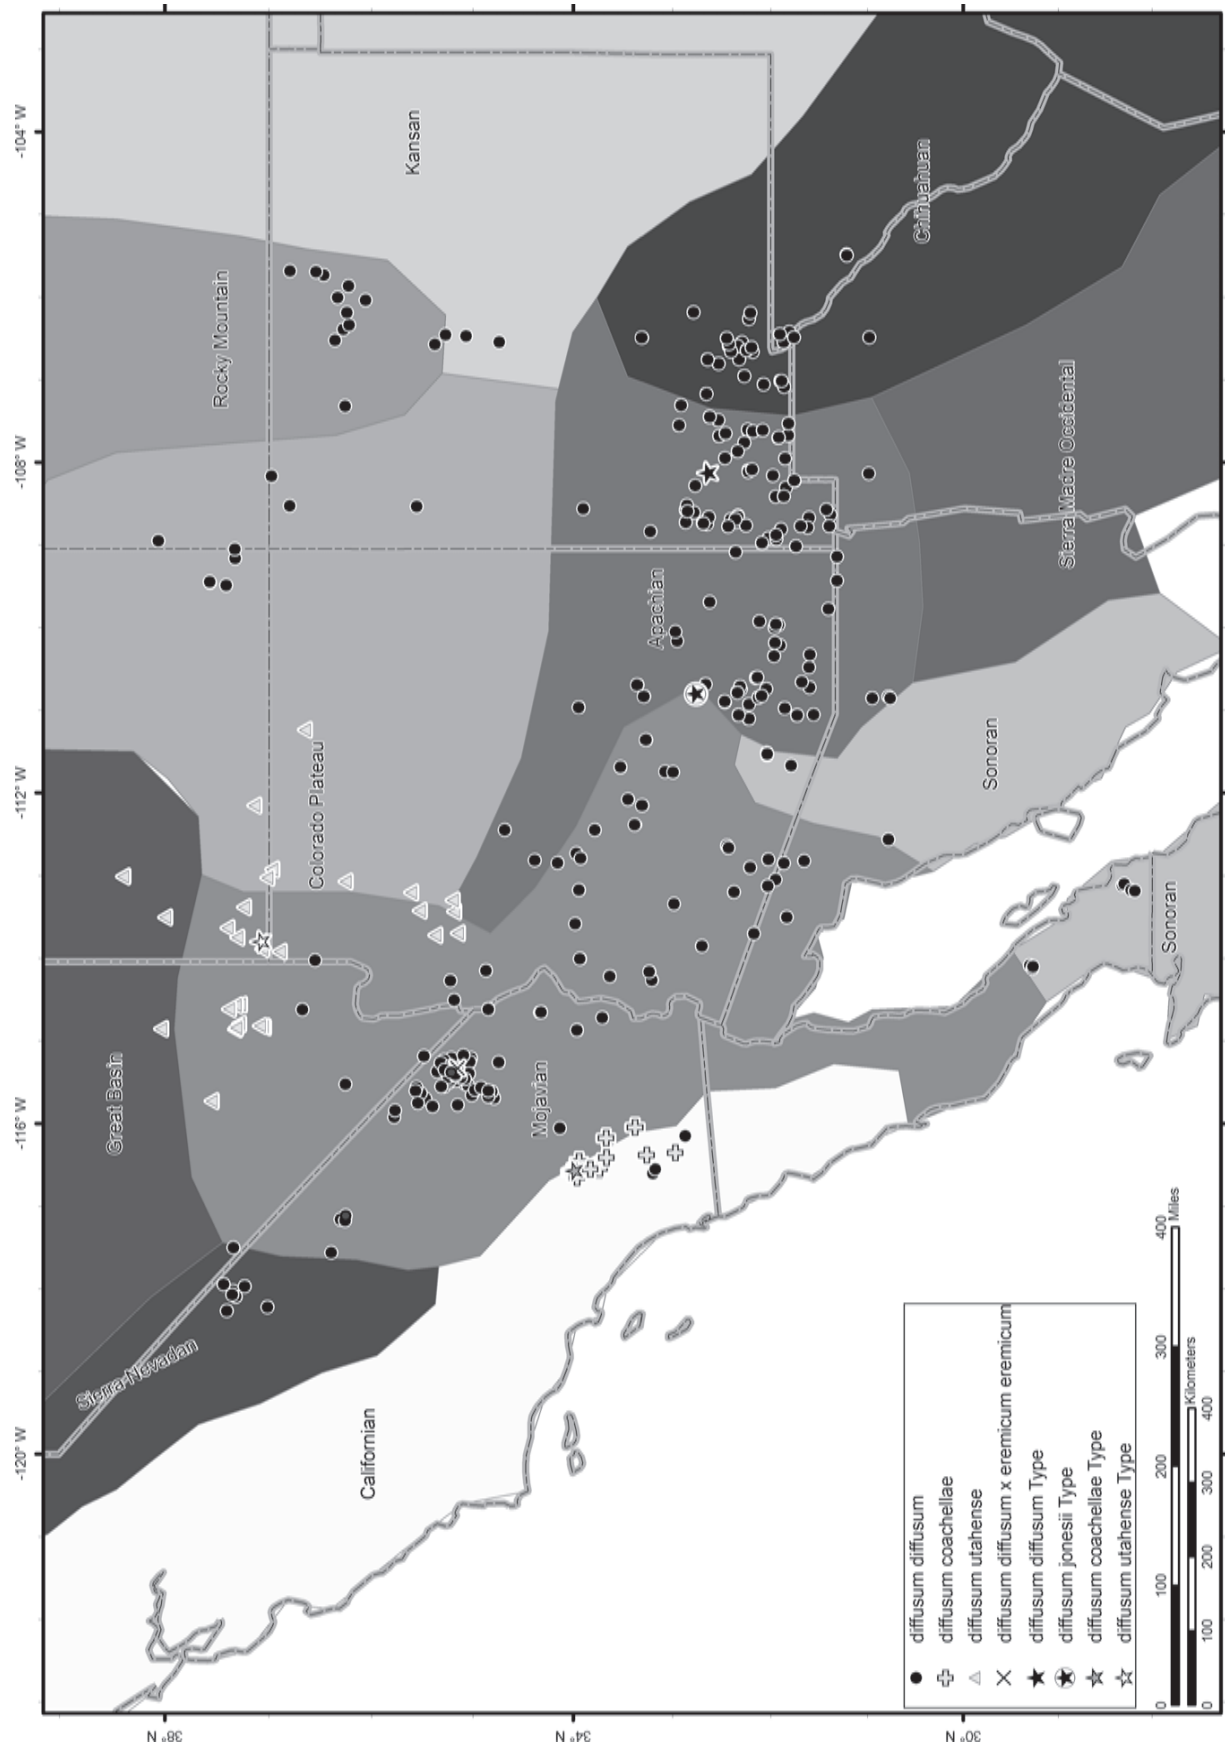 -104° W
-108° W
-112° W
-116° W
-120° W
38° N
34° N
30° N
Kansan
Rocky Mountain
Chihuahuan
Sierra Madre Occidental
Apachian
Colorado Plateau
Sonoran
Sonoran
Great Basin
Mojavian
Sierra-Nevadan
Californian
diffusum diffusum
diffusum coachellae
diffusum utahense
diffusum diffusum x eremicum eremicum
diffusum diffusum Type
diffusum jonesii Type
diffusum coachellae Type
diffusum utahense Type
0 100 200 300 400
Miles
Kilometers
0 100 200 300 400